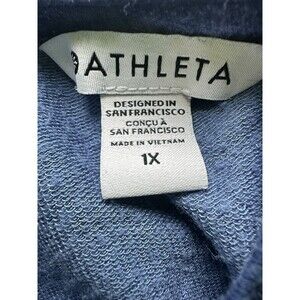 ATHLETA
DESIGNED IN
SAN FRANCISCO
CONÇU À
SAN FRANCISCO
MADE IN VIETNAM
1X